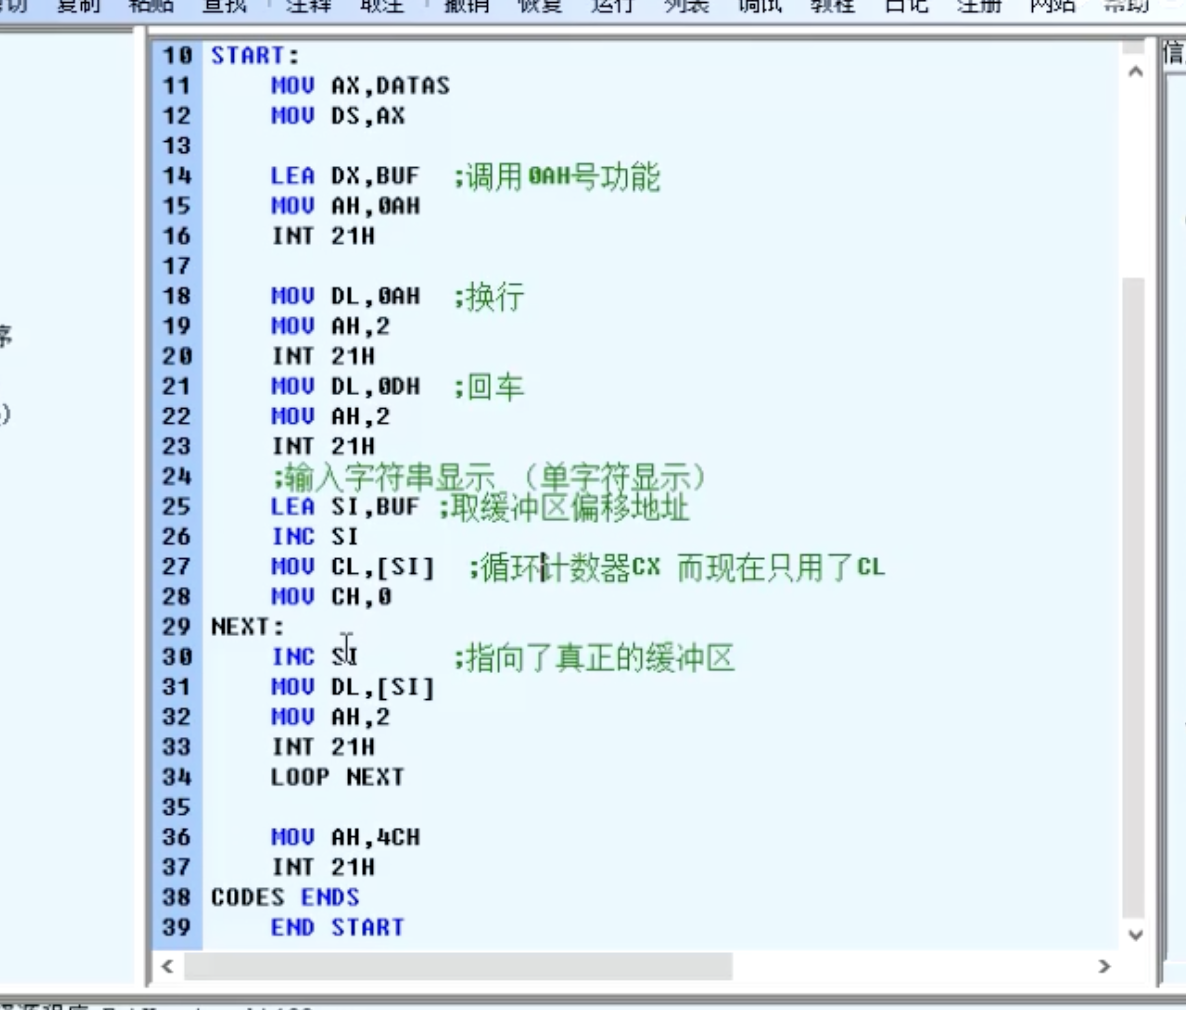 切 复制 粘贴 查找 注释 取注 撤销 恢复 运行 列表 调试 教程 日记 注册 网站 帮助
信
序
)
10 START:
11 MOV AX,DATAS
12 MOV DS,AX
13
14 LEA DX,BUF ;调用0AH号功能
15 MOV AH,0AH
16 INT 21H
17
18 MOV DL,0AH ;换行
19 MOV AH,2
20 INT 21H
21 MOV DL,0DH ;回车
22 MOV AH,2
23 INT 21H
24 ;输入字符串显示 （单字符显示）
25 LEA SI,BUF ;取缓冲区偏移地址
26 INC SI
27 MOV CL,[SI] ;循环计数器CX 而现在只用了CL
28 MOV CH,0
29 NEXT:
30 INC SI ;指向了真正的缓冲区
31 MOV DL,[SI]
32 MOV AH,2
33 INT 21H
34 LOOP NEXT
35
36 MOV AH,4CH
37 INT 21H
38 CODES ENDS
39 END START